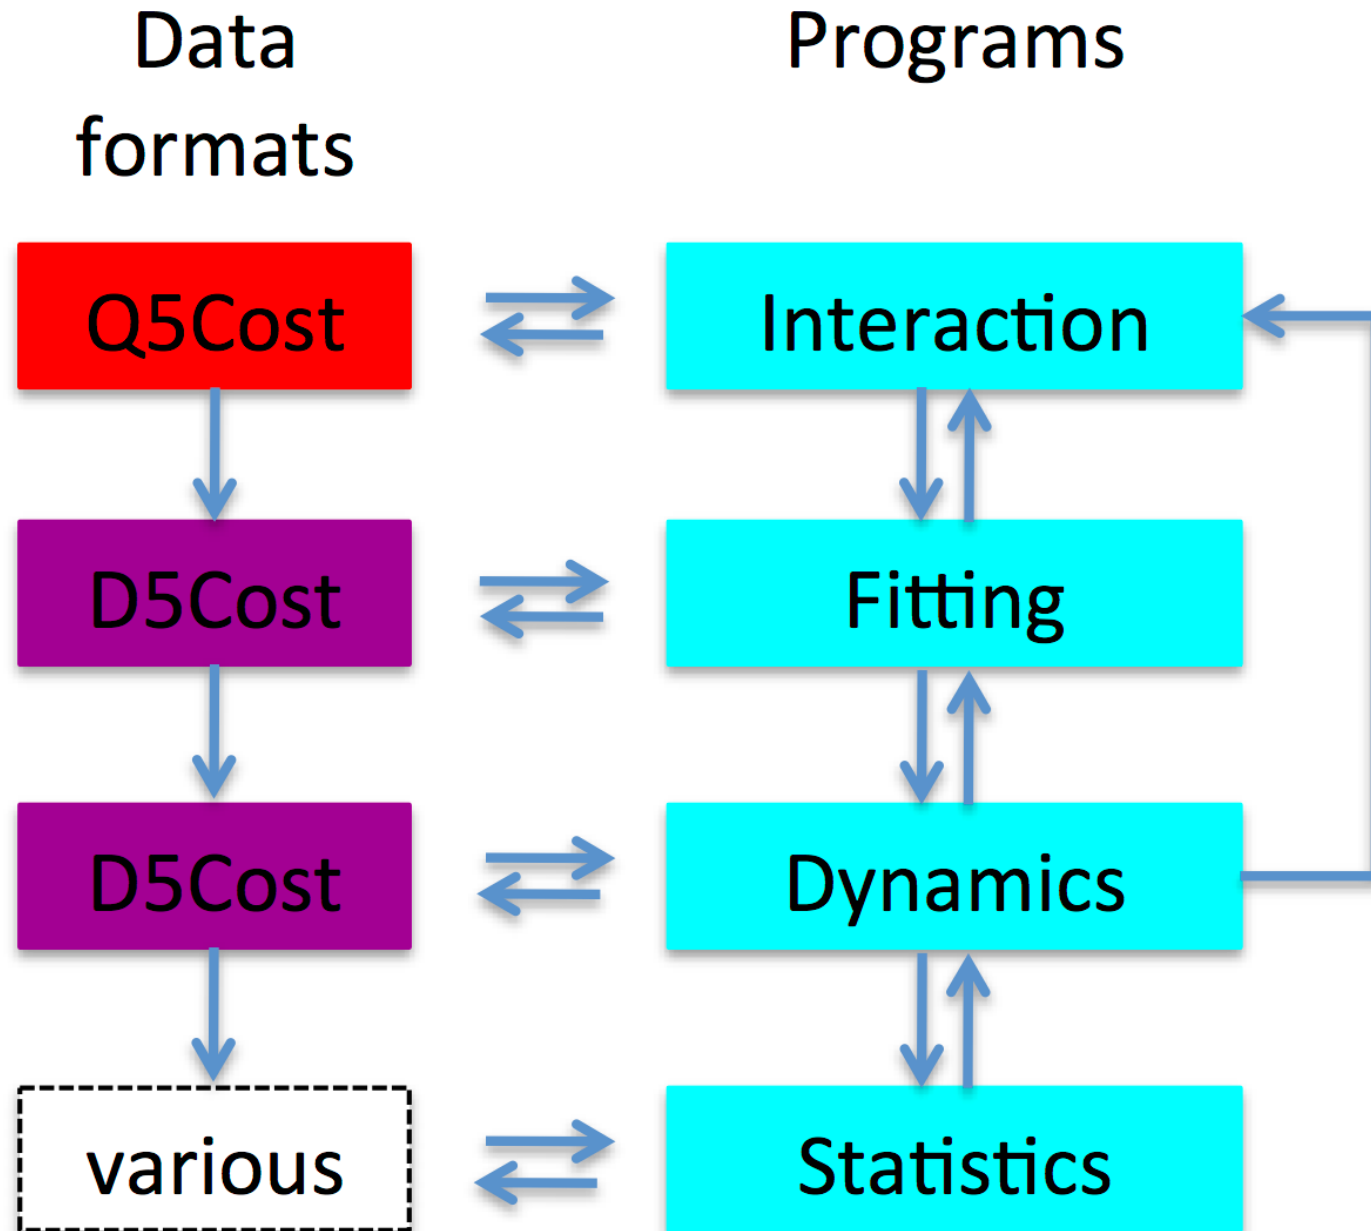 Data
formats
Programs
Q5Cost
Interaction
D5Cost
Fitting
D5Cost
Dynamics
various
Statistics